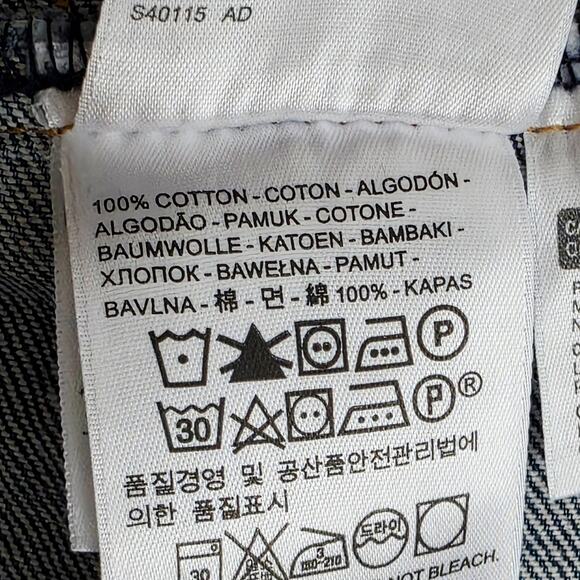 S40115 AD
100% COTTON - COTON - ALGODÓN -
ALGODÃO - PAMUK - COTONE -
BAUMWOLLE - KATOEN - BAMBAKI -
ХЛОПОК - BAWEŁNA - PAMUT -
BAVLNA - 棉 - 면 - 綿 100% - KAPAS
P
30 P ®
품질경영 및 공산품안전관리법에
의한 품질표시
30 3 드라이
NOT BLEACH.